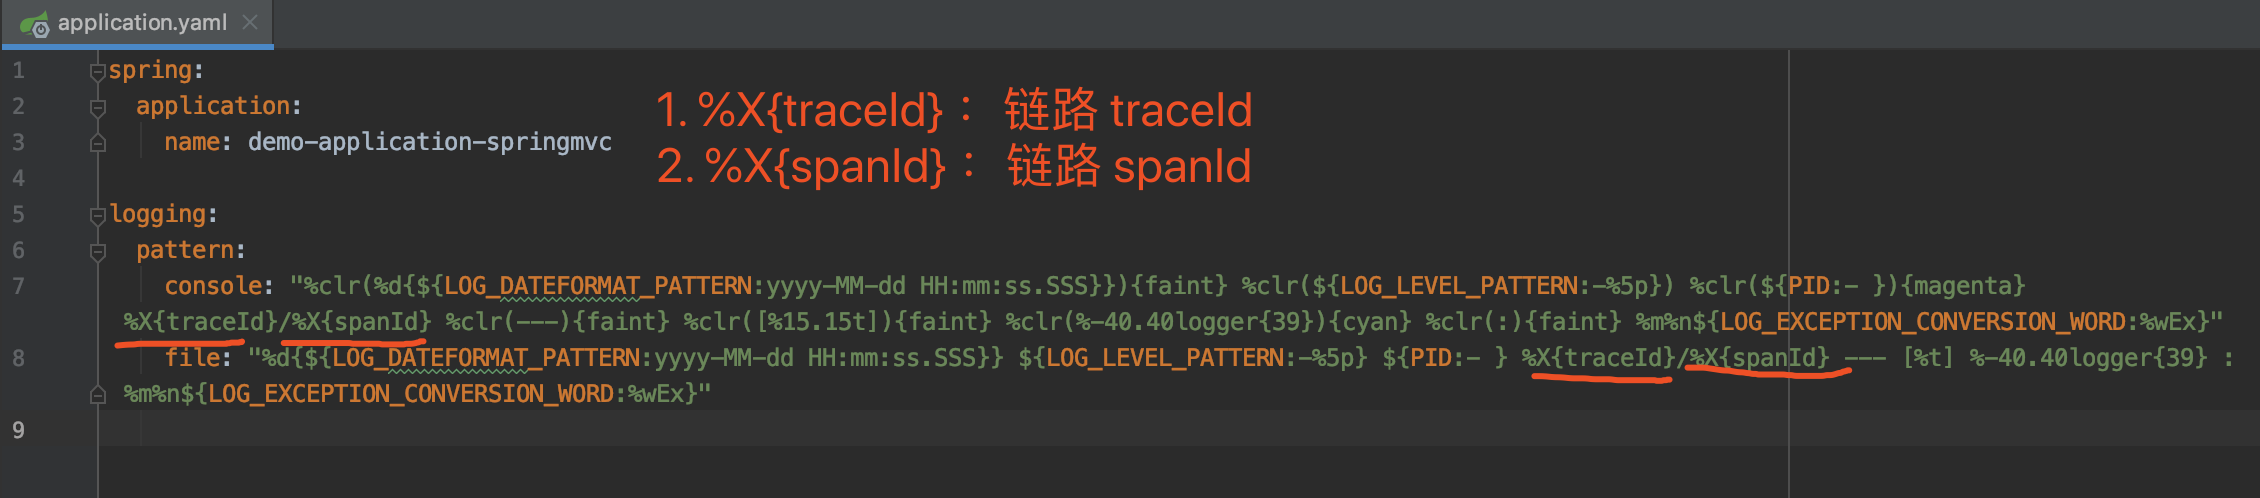 application.yaml
1 spring:
2 application:
3 name: demo-application-springmvc
4
5 logging:
6 pattern:
7 console: "%clr(%d{${LOG_DATEFORMAT_PATTERN:yyyy-MM-dd HH:mm:ss.SSS}}){faint} %clr(${LOG_LEVEL_PATTERN:-%5p}) %clr(${PID:- }){magenta}
%X{traceId}/%X{spanId} %clr(---){faint} %clr([%15.15t]){faint} %clr(%-40.40logger{39}){cyan} %clr(:){faint} %m%n${LOG_EXCEPTION_CONVERSION_WORD:%wEx}"
8 file: "%d{${LOG_DATEFORMAT_PATTERN:yyyy-MM-dd HH:mm:ss.SSS}} ${LOG_LEVEL_PATTERN:-%5p} ${PID:- } %X{traceId}/%X{spanId} --- [%t] %-40.40logger{39} :
%m%n${LOG_EXCEPTION_CONVERSION_WORD:%wEx}"
9
1. %X{traceId} ： 链路 traceId
2. %X{spanId} ： 链路 spanId